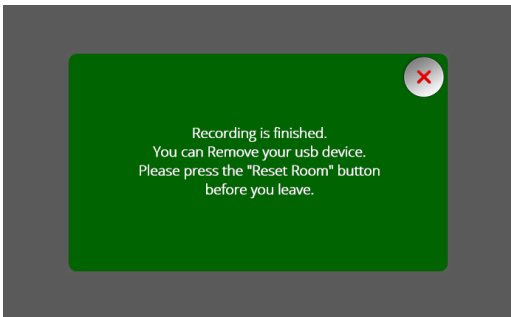 Recording is finished.
You can Remove your usb device.
Please press the "Reset Room" button
before you leave.